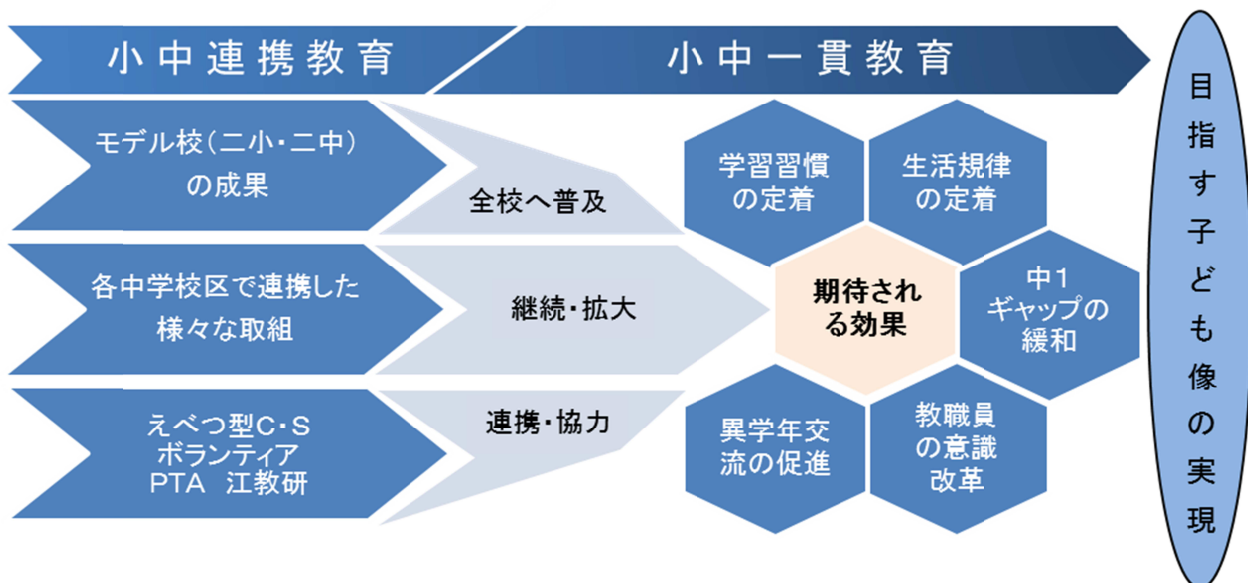 小中連携教育
小中一貫教育
モデル校(二小・二中)
の成果
全校へ普及
各中学校区で連携した
様々な取組
継続・拡大
えべつ型C・S
ボランティア
PTA 江教研
連携・協力
学習習慣
の定着
生活規律
の定着
期待され
る効果
中1
ギャップの
緩和
異学年交
流の促進
教職員
の意識
改革
目指す子ども像の実現